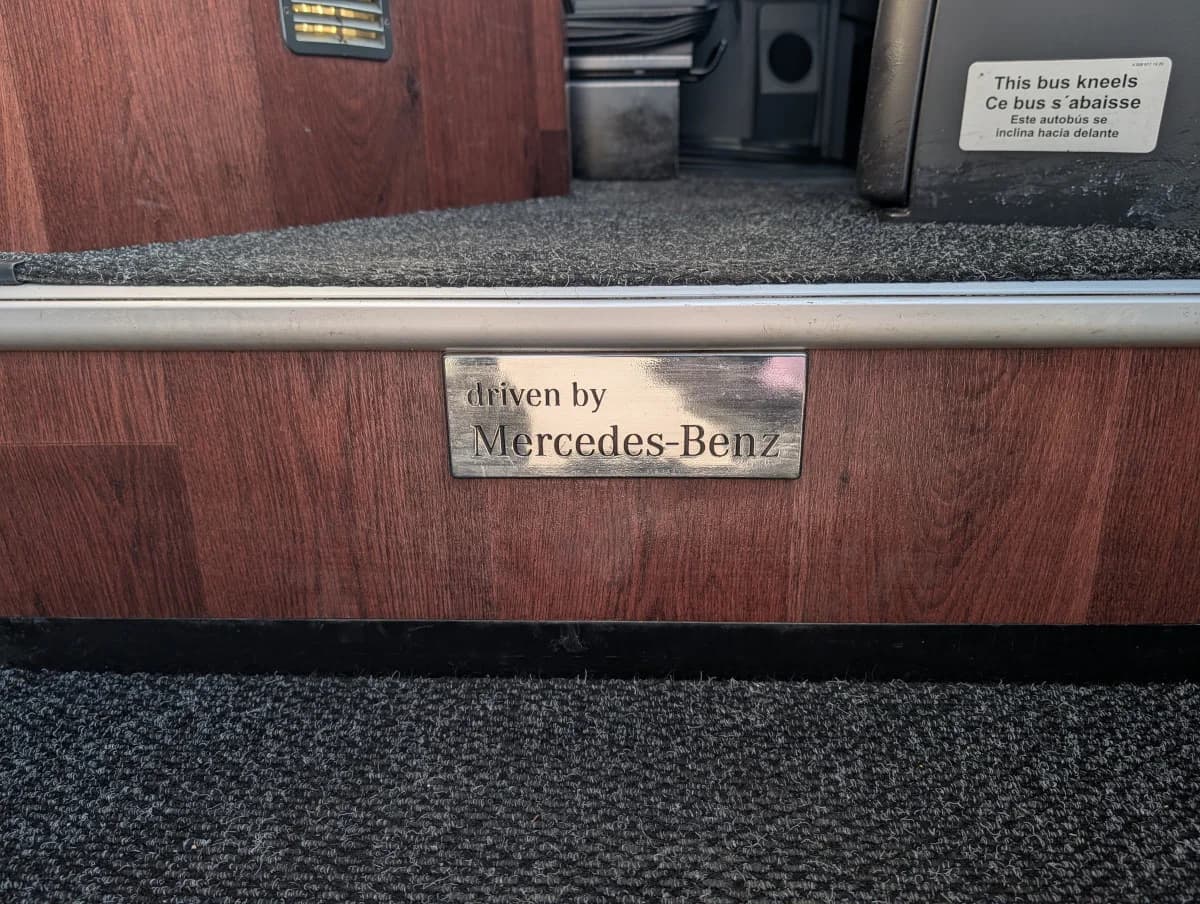 This bus kneels
Ce bus s´abaisse
Este autobús se
inclina hacia delante
driven by
Mercedes-Benz